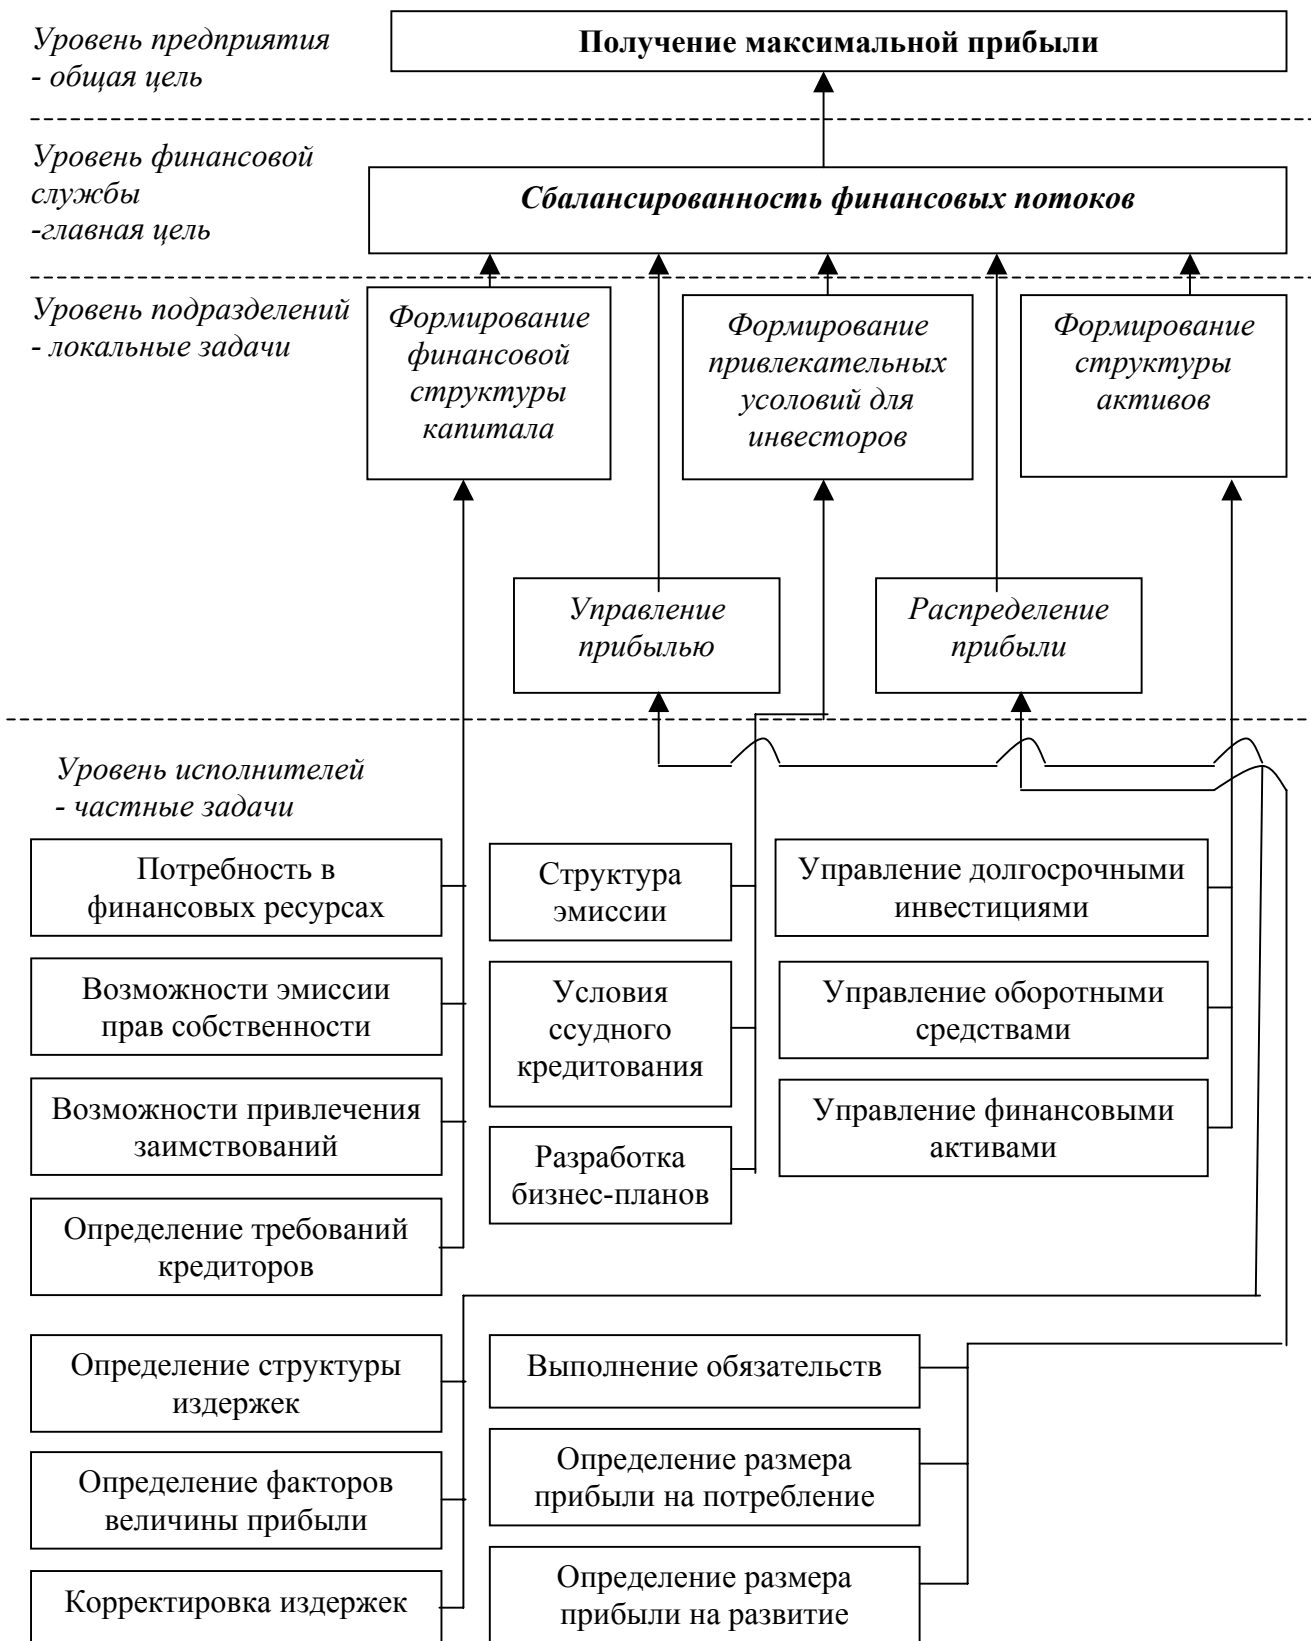 Уровень предприятия
- общая цель
Получение максимальной прибыли
Уровень финансовой
службы
-главная цель
Сбалансированность финансовых потоков
Уровень подразделений
- локальные задачи
Формирование
финансовой
структуры
капитала
Формирование
привлекательных
усоловий для
инвесторов
Формирование
структуры
активов
Управление
прибылью
Распределение
прибыли
Уровень исполнителей
- частные задачи
Потребность в
финансовых ресурсах
Возможности эмиссии
прав собственности
Возможности привлечения
заимствований
Определение требований
кредиторов
Структура
эмиссии
Условия
ссудного
кредитования
Разработка
бизнес-планов
Управление долгосрочными
инвестициями
Управление оборотными
средствами
Управление финансовыми
активами
Определение структуры
издержек
Определение факторов
величины прибыли
Корректировка издержек
Выполнение обязательств
Определение размера
прибыли на потребление
Определение размера
прибыли на развитие